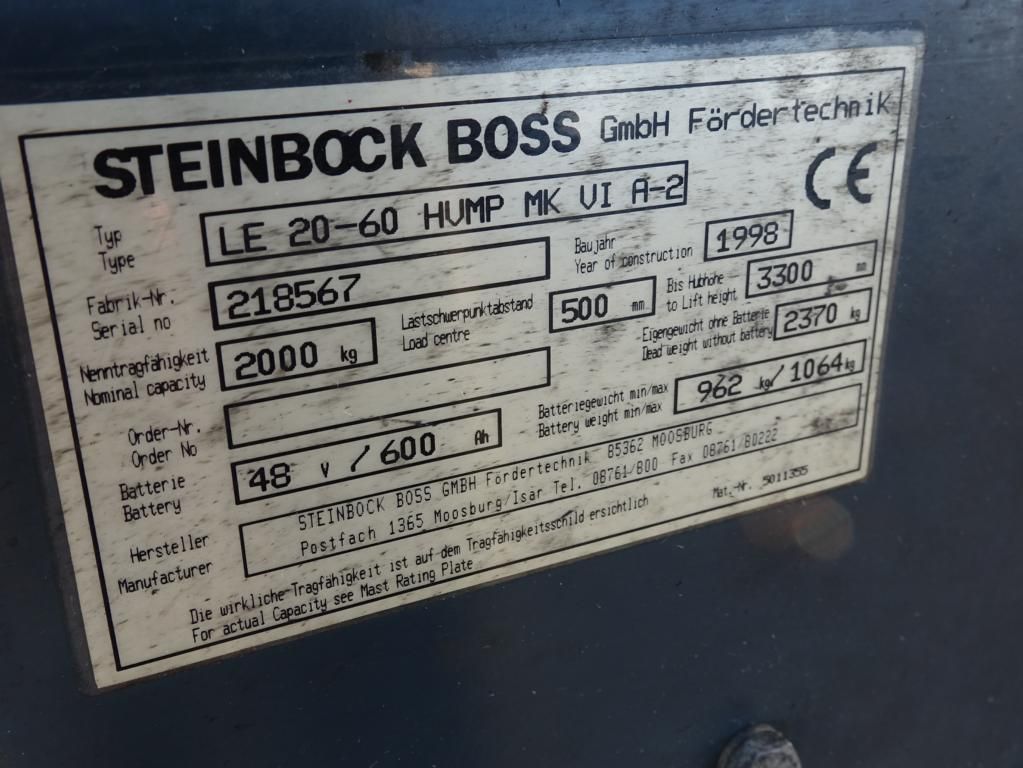 STEINBOCK BOSS GmbH Fördertechnik
CE
Typ
Type
LE 20-60 HVMP MK VI A-2
Fabrik-Nr.
Serial no
218567
Baujahr
Year of construction
1998
Nenntragfähigkeit
Nominal capacity
2000 kg
Lastschwerpunktabstand
Load centre
500 mm
Bis Hubhöhe
to Lift height
3300 mm
Eigengewicht ohne Batterie
Dead weight without battery
2370 kg
Order-Nr.
Order No
Batteriegewicht min/max
Battery weight min/max
962 kg / 1064 kg
Batterie
Battery
48 V / 600 Ah
Hersteller
Manufacturer
STEINBOCK BOSS GMBH Fördertechnik 85362 MOOSBURG
Postfach 1365 Moosburg/Isar Tel. 08761/800 Fax 08761/80222
Die wirkliche Tragfähigkeit ist auf dem Tragfähigkeitsschild ersichtlich
For actual Capacity see Mast Rating Plate
Mat.-Nr. 5011355